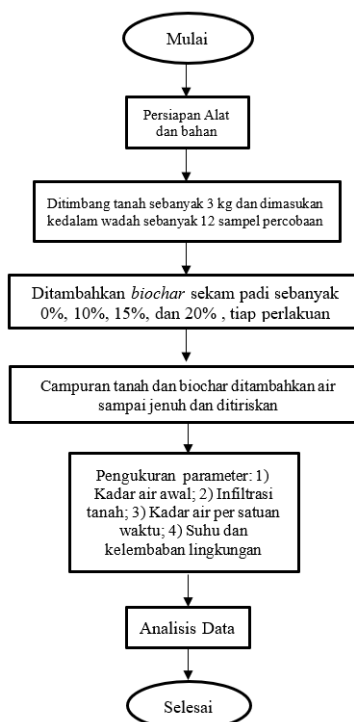 Mulai
Persiapan Alat
dan bahan
Ditimbang tanah sebanyak 3 kg dan dimasukan
kedalam wadah sebanyak 12 sampel percobaan
Ditambahkan biochar sekam padi sebanyak
0%, 10%, 15%, dan 20% , tiap perlakuan
Campuran tanah dan biochar ditambahkan air
sampai jenuh dan ditiriskan
Pengukuran parameter: 1)
Kadar air awal; 2) Infiltrasi
tanah; 3) Kadar air per satuan
waktu; 4) Suhu dan
kelembaban lingkungan
Analisis Data
Selesai